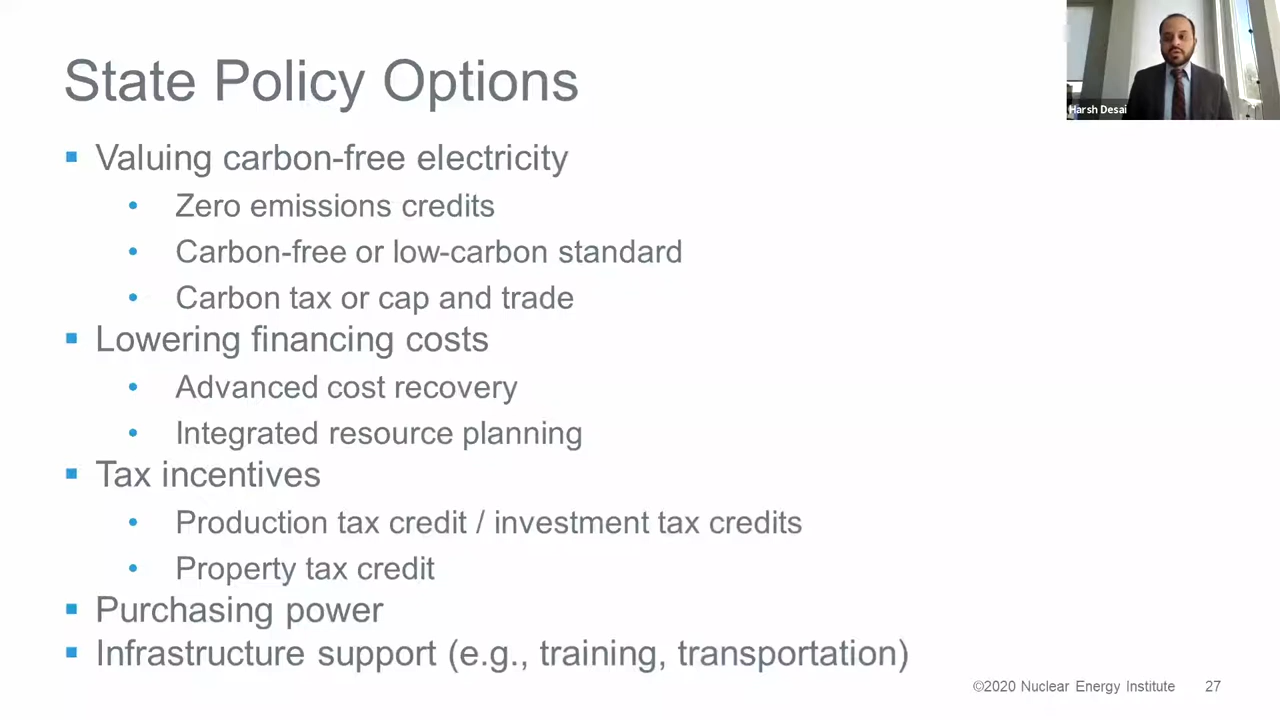 State Policy Options
Harsh Desai
▪ Valuing carbon-free electricity
• Zero emissions credits
• Carbon-free or low-carbon standard
• Carbon tax or cap and trade
▪ Lowering financing costs
• Advanced cost recovery
• Integrated resource planning
▪ Tax incentives
• Production tax credit / investment tax credits
• Property tax credit
▪ Purchasing power
▪ Infrastructure support (e.g., training, transportation)
©2020 Nuclear Energy Institute 27